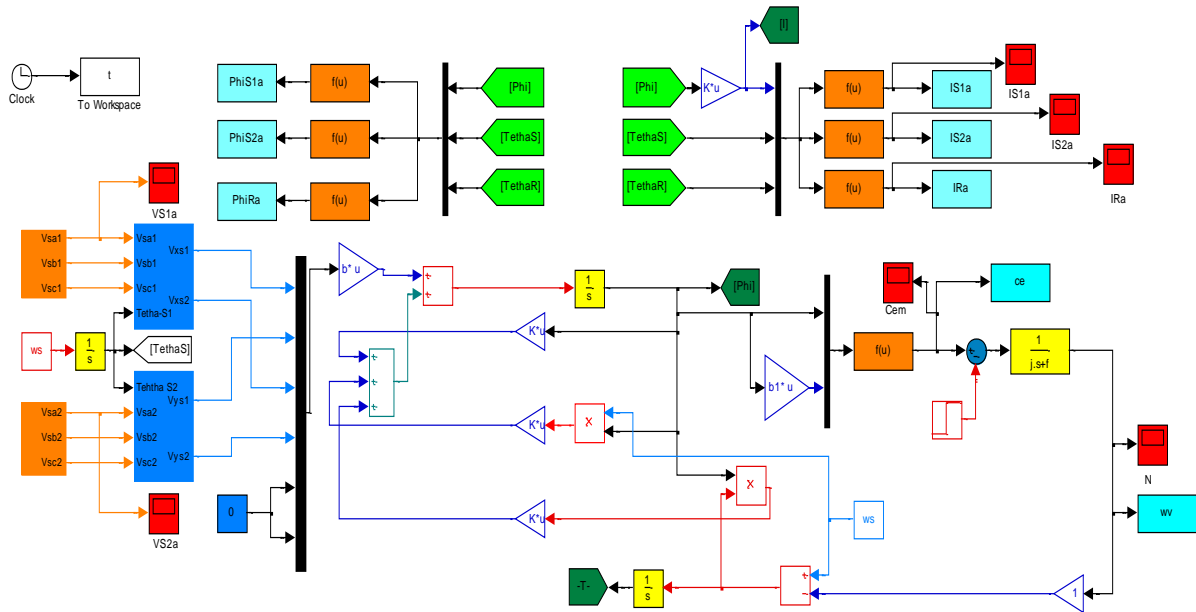 Clock
t
To Workspace
PhiS1a
f(u)
[Phi]
PhiS2a
f(u)
[TethaS]
PhiRa
f(u)
[TethaR]
[I]
[Phi]
K*u
f(u)
IS1a
IS1a
[TethaS]
f(u)
IS2a
IS2a
[TethaR]
f(u)
IRa
IRa
VS1a
Vsa1
Vsb1
Vsc1
Vsa1
Vsb1
Vsc1
Tetha-S1
Vxs1
Vxs2
ws
1
s
[TethaS]
Vsa2
Vsb2
Vsc2
Tehtha S2
Vsa2
Vsb2
Vsc2
Vys1
Vys2
VS2a
0
b* u
+
+
1
s
[Phi]
K*u
+
+
+
b1* u
K*u
X
X
K*u
ws
f(u)
Cem
ce
+
-
1
j.s+f
N
wv
-T-
1
s
+
-
1